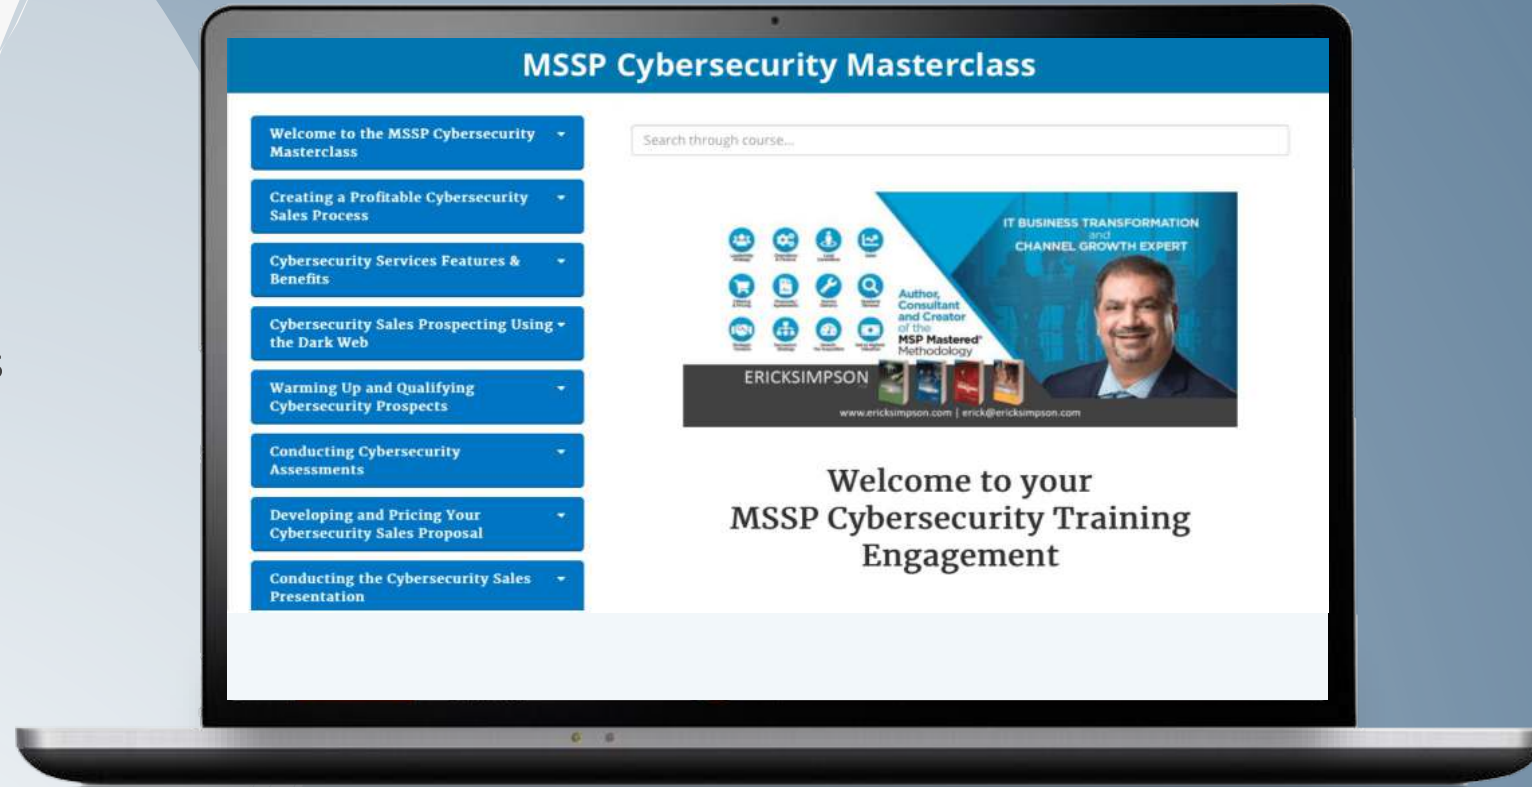 MSSP Cybersecurity Masterclass
Welcome to the MSSP Cybersecurity
Masterclass
Creating a Profitable Cybersecurity
Sales Process
Cybersecurity Services Features &
Benefits
Cybersecurity Sales Prospecting Using
the Dark Web
Warming Up and Qualifying
Cybersecurity Prospects
Conducting Cybersecurity
Assessments
Developing and Pricing Your
Cybersecurity Sales Proposal
Conducting the Cybersecurity Sales
Presentation
Search through course...
IT BUSINESS TRANSFORMATION
and
CHANNEL GROWTH EXPERT
Author,
Consultant
and Creator
of the
MSP Mastered®
Methodology
ERICKSIMPSON
www.ericksimpson.com | erick@ericksimpson.com
Welcome to your
MSSP Cybersecurity Training
Engagement
s